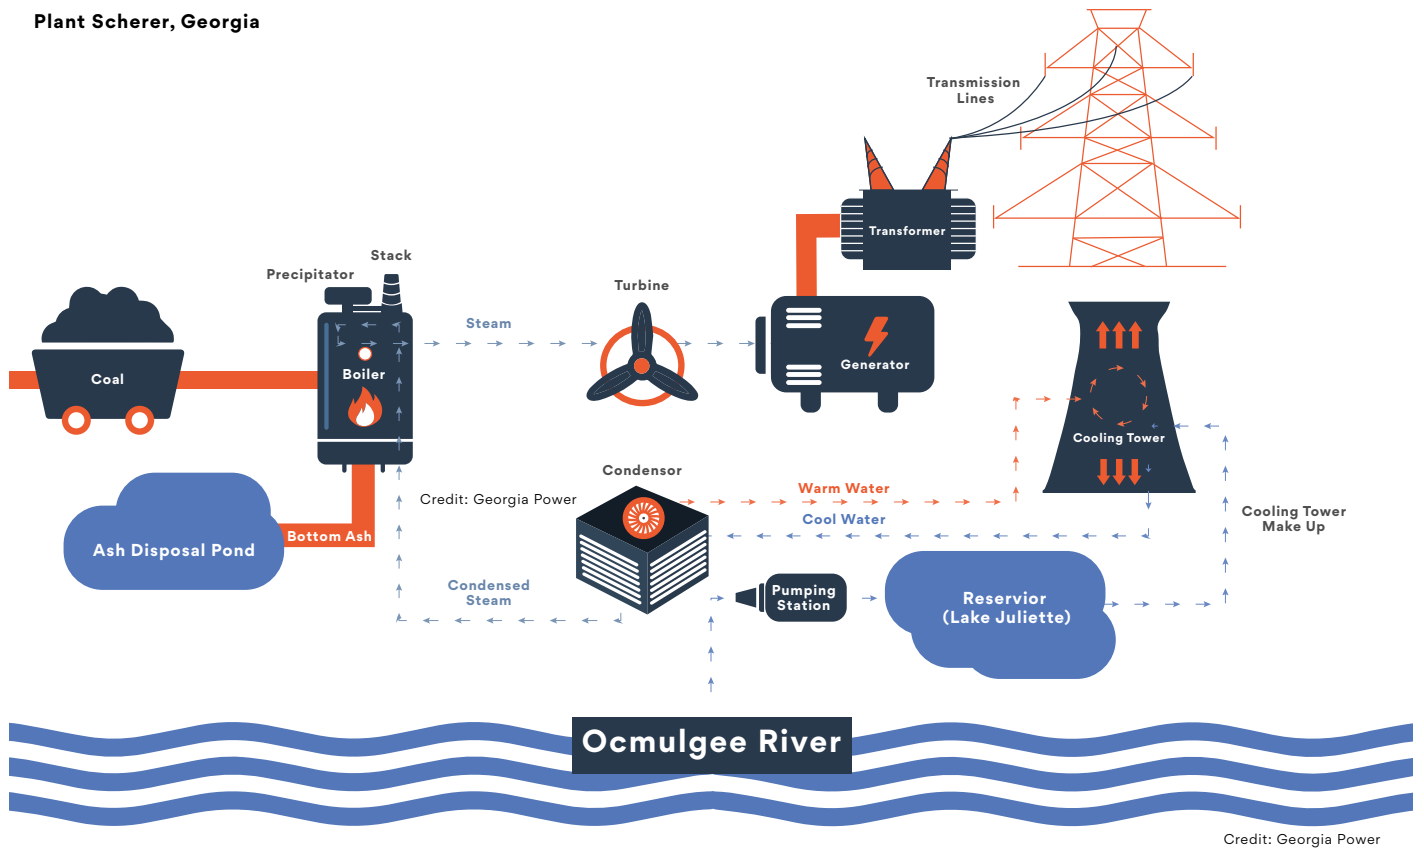 Plant Scherer, Georgia
Transmission
Lines
Transformer
Stack
Precipitator
Turbine
Steam
Generator
Coal
Boiler
Cooling Tower
Condensor
Warm Water
Credit: Georgia Power
Cool Water
Cooling Tower
Make Up
Bottom Ash
Ash Disposal Pond
Condensed
Steam
Pumping
Station
Reservior
(Lake Juliette)
Ocmulgee River
Credit: Georgia Power